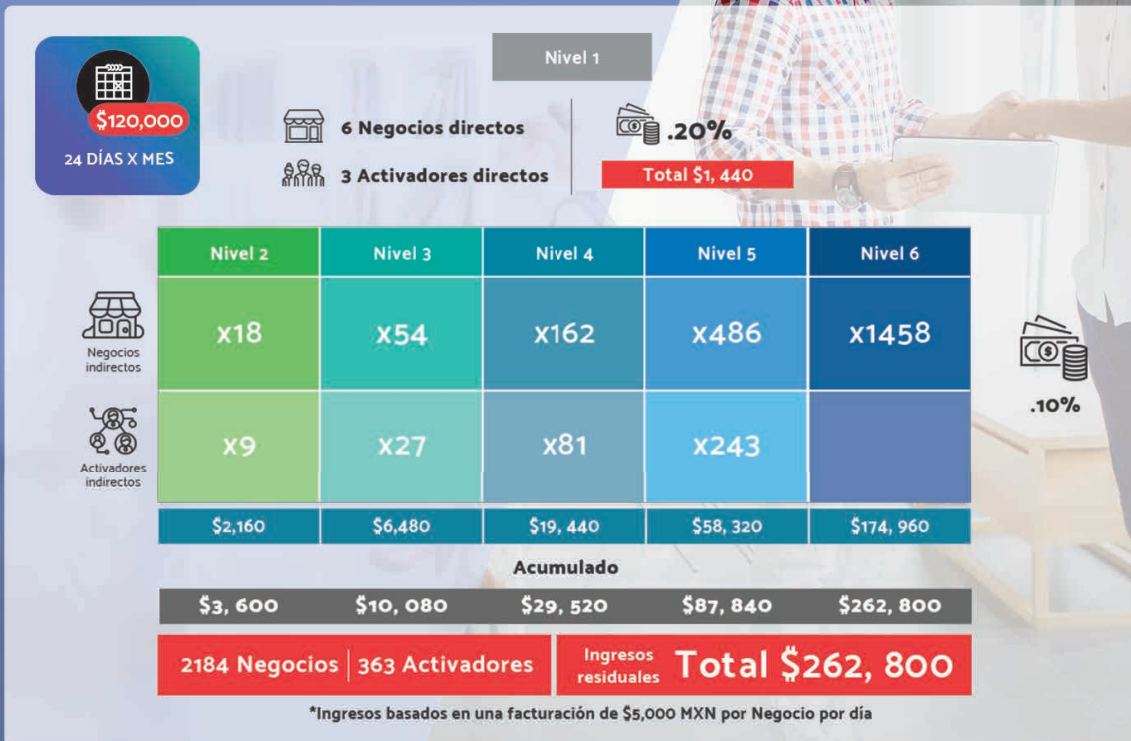 $120,000
24 DÍAS X MES
Nivel 1
6 Negocios directos
3 Activadores directos
.20%
Total $1, 440
Nivel 2 Nivel 3 Nivel 4 Nivel 5 Nivel 6
Negocios
indirectos
x18 x54 x162 x486 x1458
.10%
Activadores
indirectos
x9 x27 x81 x243
$2,160 $6,480 $19, 440 $58, 320 $174, 960
Acumulado
$3, 600 $10, 080 $29, 520 $87, 840 $262, 800
2184 Negocios | 363 Activadores
Ingresos
residuales
Total $262, 800
*Ingresos basados en una facturación de $5,000 MXN por Negocio por día